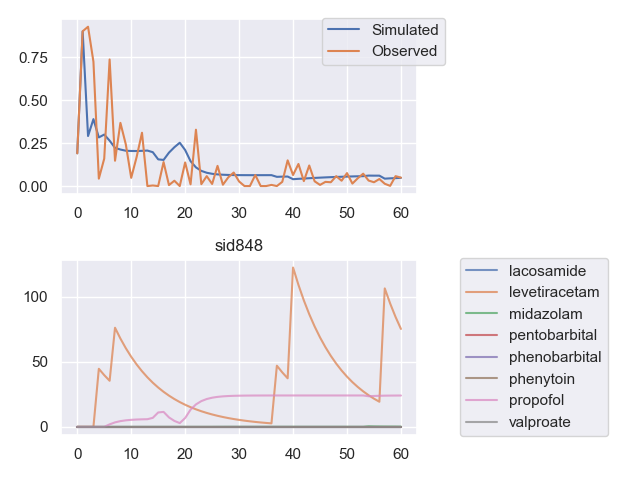 Simulated
Observed
0.75
0.50
0.25
0.00
0 10 20 30 40 50 60
sid848
100
50
0
0 10 20 30 40 50 60
lacosamide
levetiracetam
midazolam
pentobarbital
phenobarbital
phenytoin
propofol
valproate